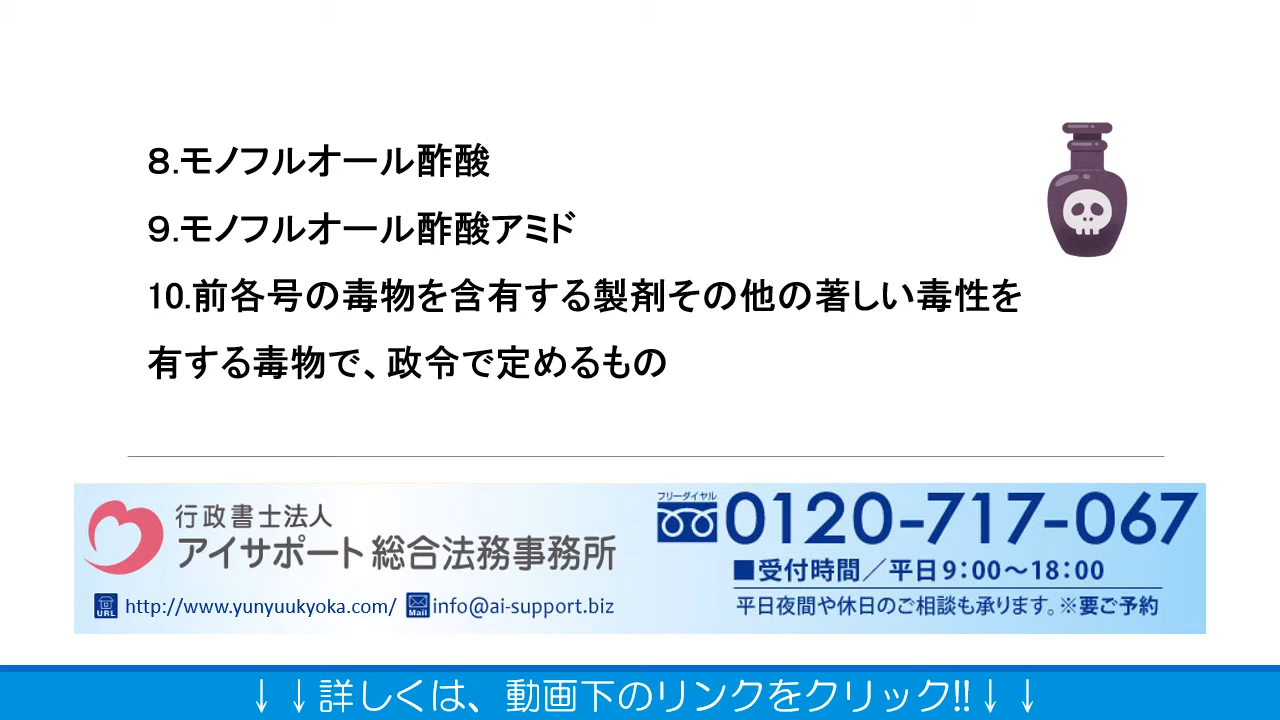 ８.モノフルオール酢酸
９.モノフルオール酢酸アミド
10.前各号の毒物を含有する製剤その他の著しい毒性を
有する毒物で、政令で定めるもの
行政書士法人
アイサポート 総合法務事務所
URL http://www.yunyuukyoka.com/ Mail info@ai-support.biz
フリーダイヤル
0120-717-067
■受付時間／平日9：00～18：00
平日夜間や休日のご相談も承ります。※要ご予約
↓↓詳しくは、動画下のリンクをクリック!!↓↓